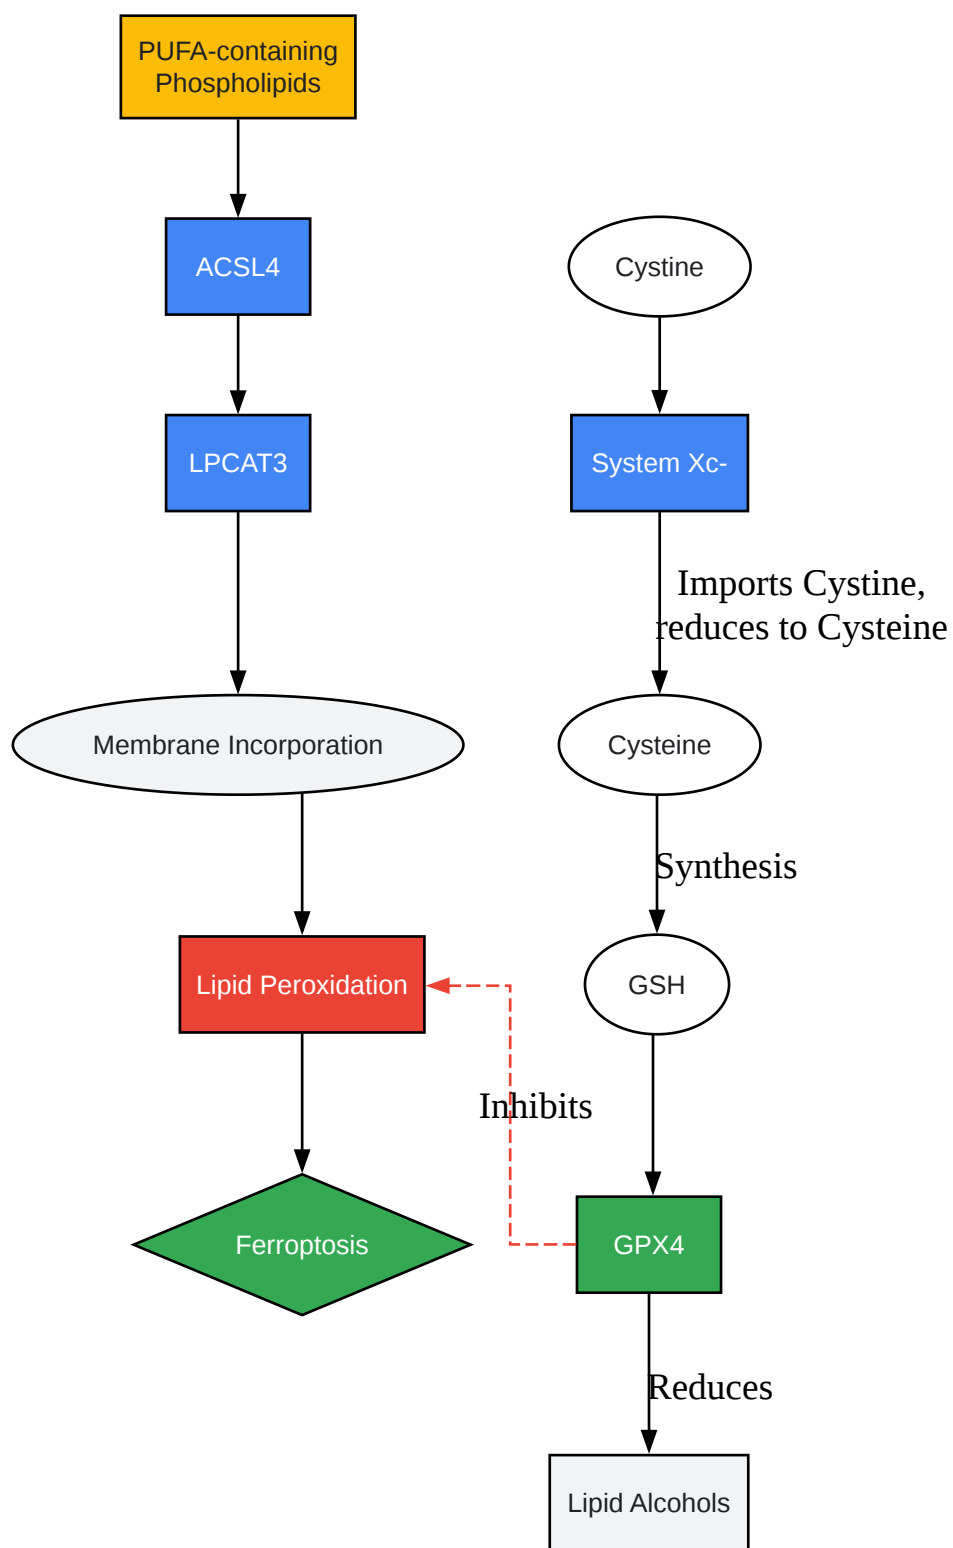 PUFA-containing
Phospholipids
ACSL4
Cystine
LPCAT3
System Xc-
Imports Cystine,
reduces to Cysteine
Membrane Incorporation
Cysteine
Synthesis
Lipid Peroxidation
GSH
Inhibits
Ferroptosis
GPX4
Reduces
Lipid Alcohols